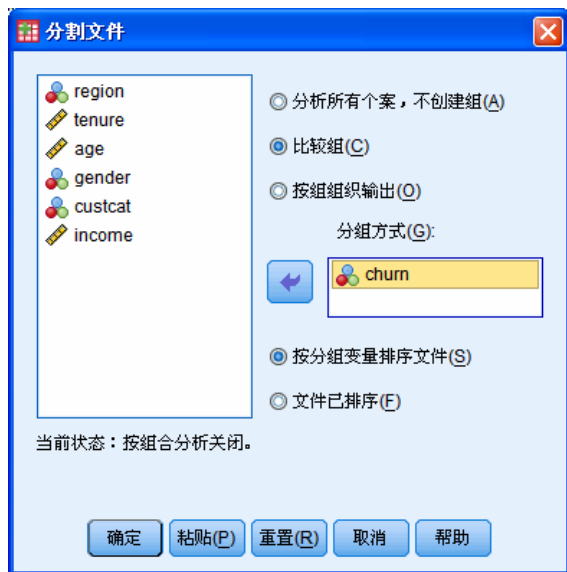 分割文件
region
tenure
age
gender
custcat
income
分析所有个案，不创建组(A)
比较组(C)
按组组织输出(O)
分组方式(G):
churn
按分组变量排序文件(S)
文件已排序(F)
当前状态：按组合分析关闭。
确定 粘贴(P) 重置(R) 取消 帮助